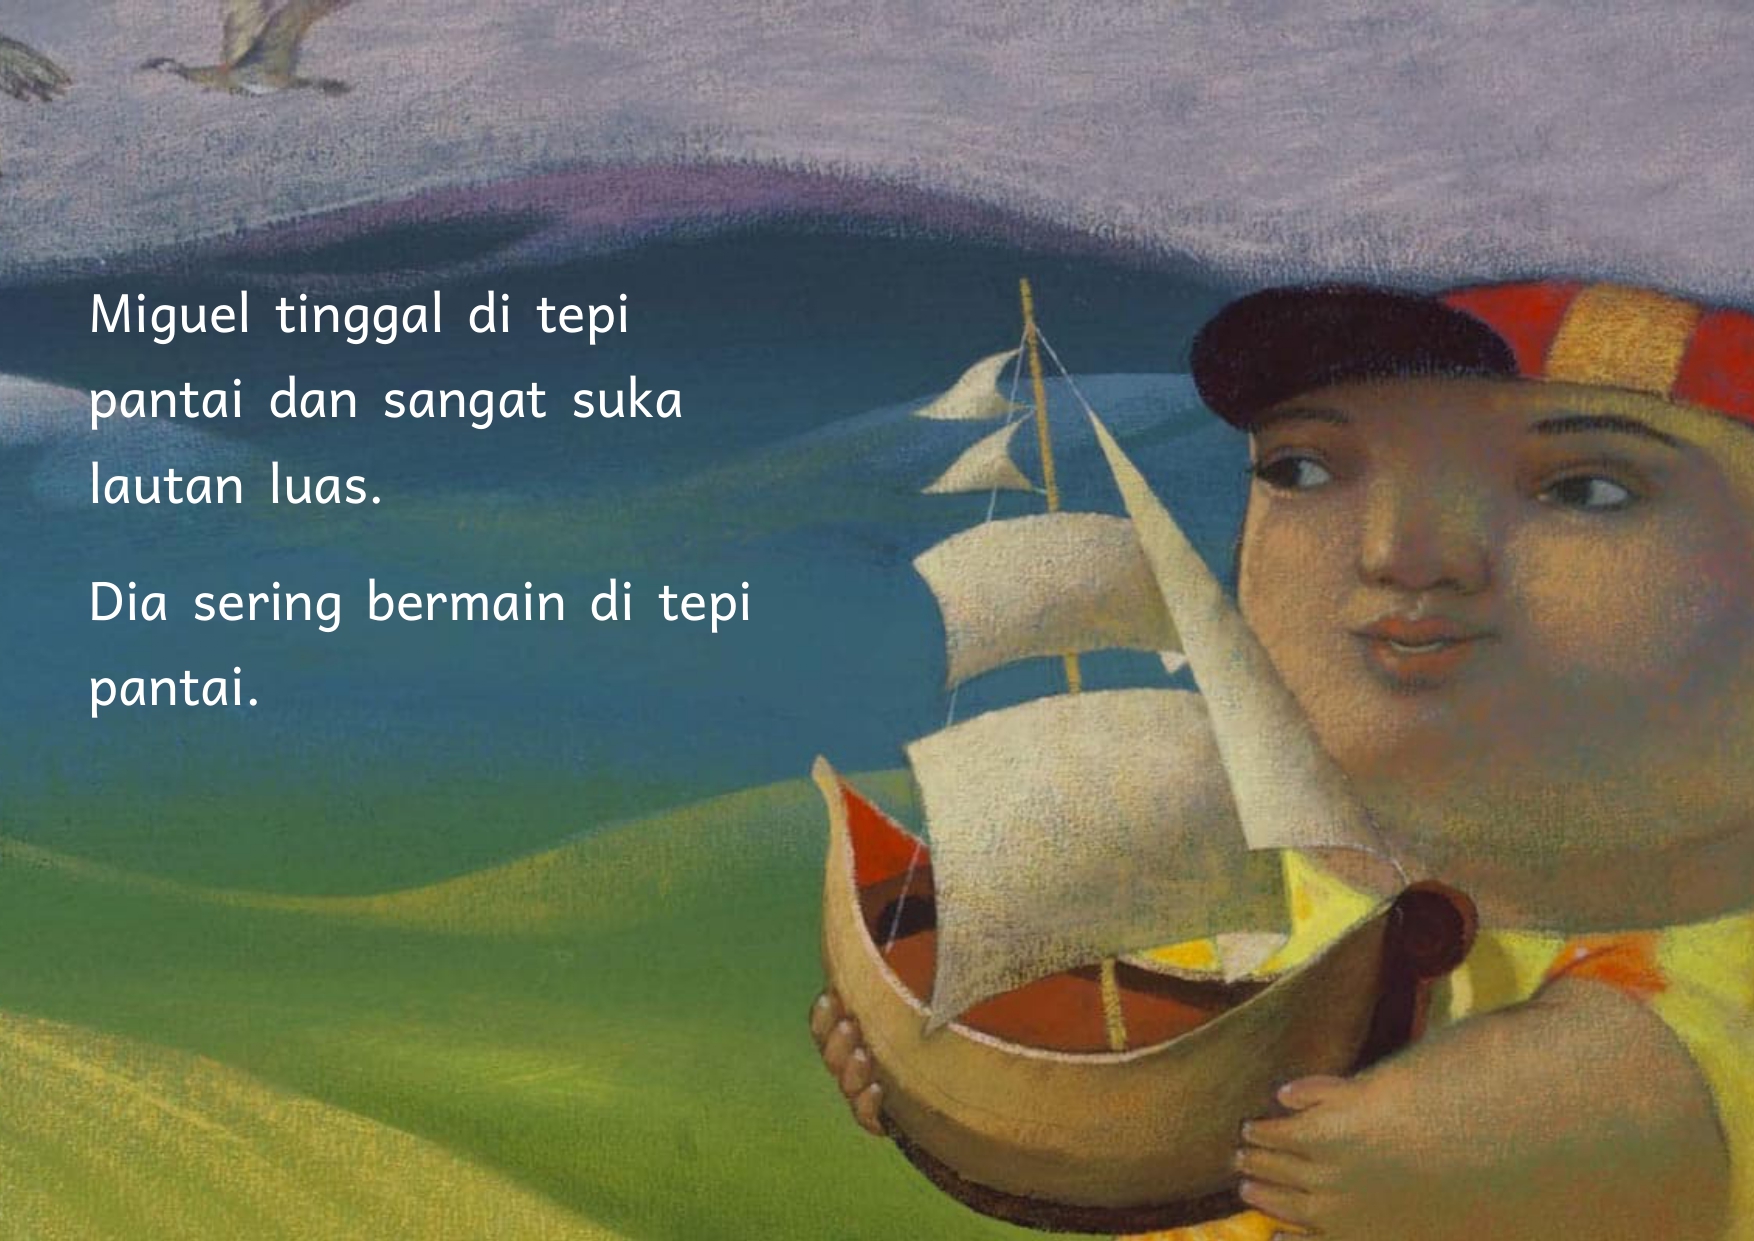 Miguel tinggal di tepi
pantai dan sangat suka
lautan luas.
Dia sering bermain di tepi
pantai.